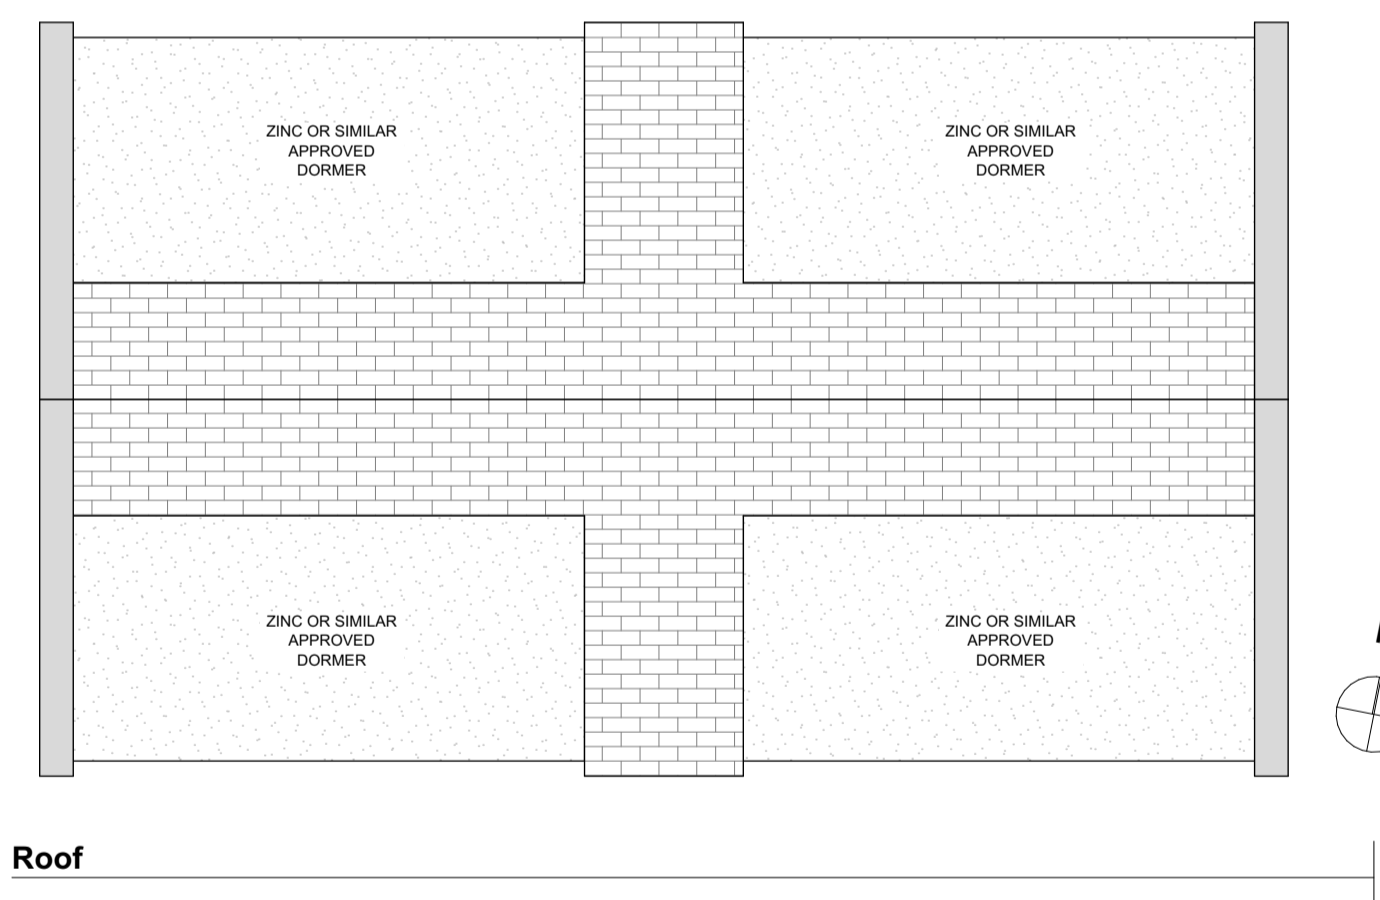 ZINC OR SIMILAR
APPROVED
DORMER
ZINC OR SIMILAR
APPROVED
DORMER
ZINC OR SIMILAR
APPROVED
DORMER
ZINC OR SIMILAR
APPROVED
DORMER
Roof